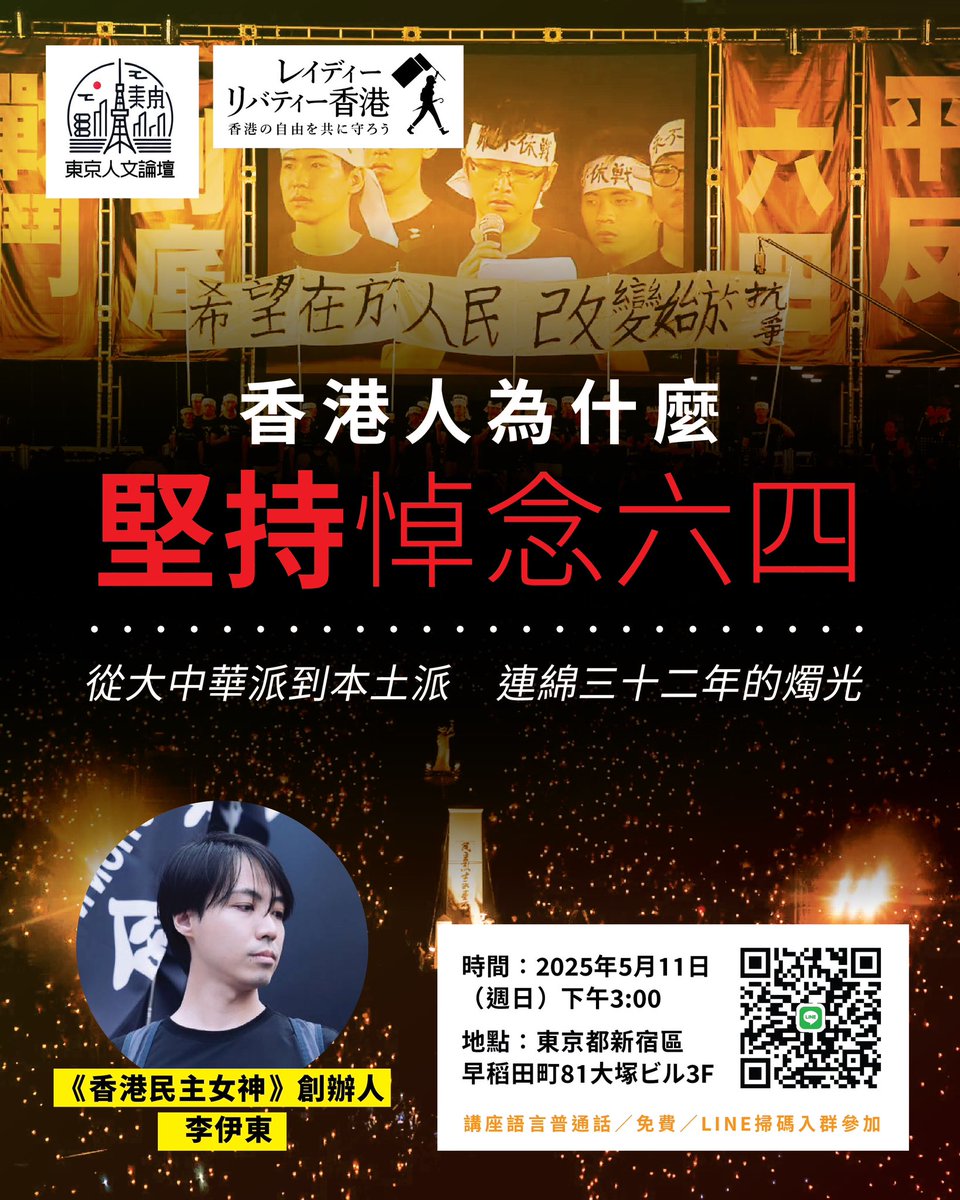 東京人文論壇
レイディー
リバティー香港
香港の自由を共に守ろう
平反
六四
希望在於人民 改變始於抗爭
香港人為什麼
堅持悼念六四
從大中華派到本土派 連綿三十二年的燭光
《香港民主女神》創辦人
李伊東
時間：2025年5月11日
（週日）下午3:00
地點：東京都新宿區
早稻田町81大塚ビル3F
LINE
講座語言普通話／免費／LINE掃碼入群參加